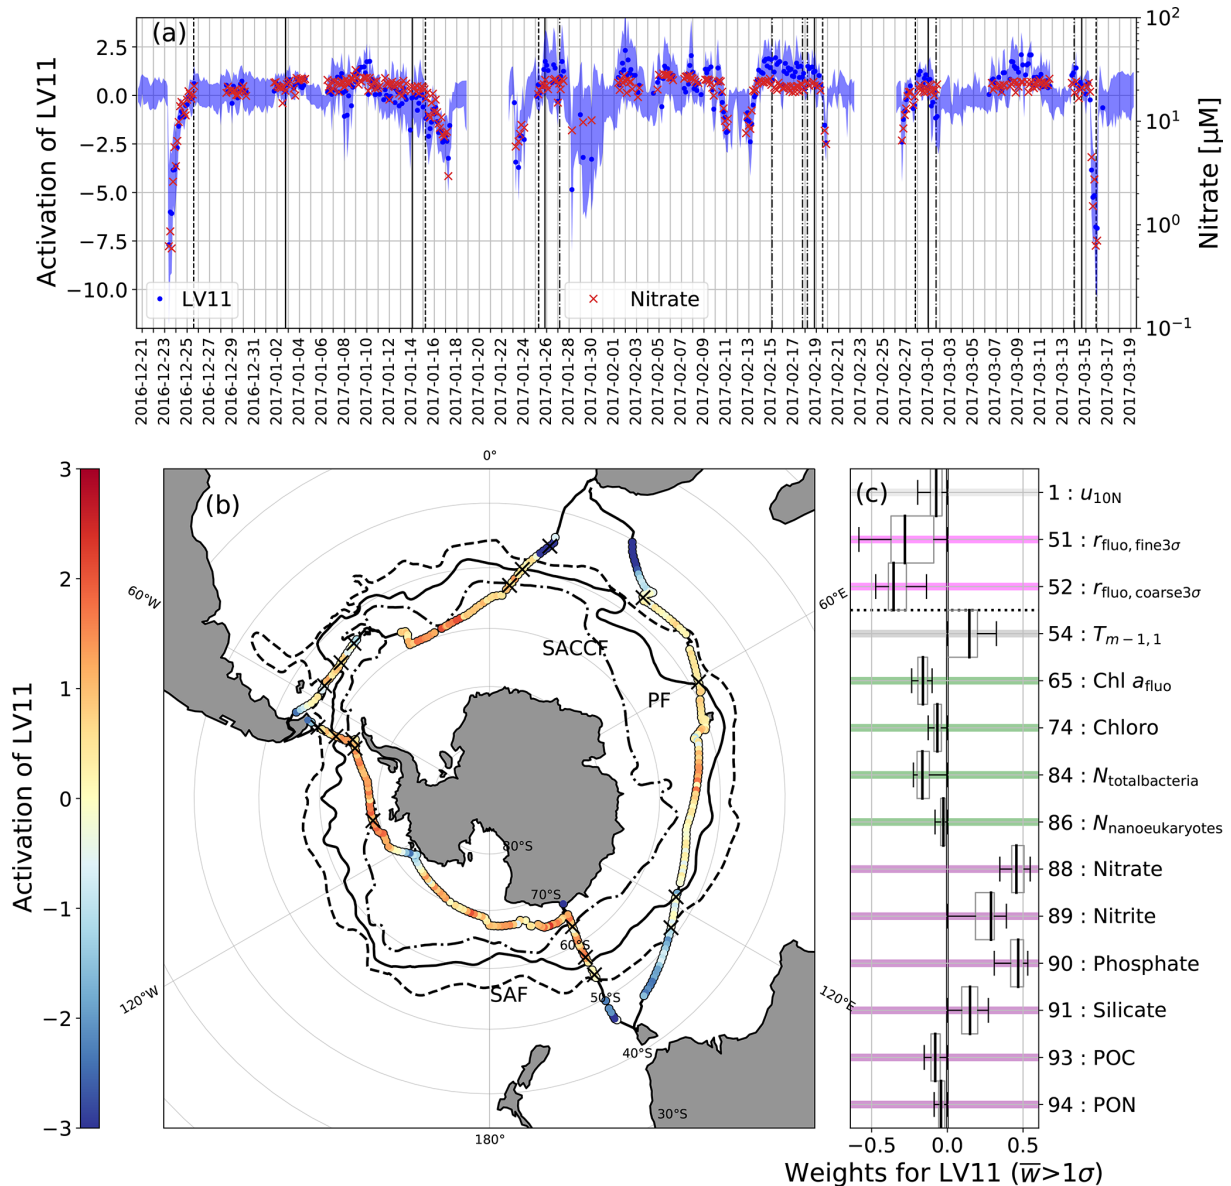 (a)
Activation of LV11
2.5
0.0
−2.5
−5.0
−7.5
−10.0
LV11
Nitrate
10²
10¹
10⁰
10⁻¹
Nitrate [µM]
2016-12-21
2016-12-23
2016-12-25
2016-12-27
2016-12-29
2016-12-31
2017-01-02
2017-01-04
2017-01-06
2017-01-08
2017-01-10
2017-01-12
2017-01-14
2017-01-16
2017-01-18
2017-01-20
2017-01-22
2017-01-24
2017-01-26
2017-01-28
2017-01-30
2017-02-01
2017-02-03
2017-02-05
2017-02-07
2017-02-09
2017-02-11
2017-02-13
2017-02-15
2017-02-17
2017-02-19
2017-02-21
2017-02-23
2017-02-25
2017-02-27
2017-03-01
2017-03-03
2017-03-05
2017-03-07
2017-03-09
2017-03-11
2017-03-13
2017-03-15
2017-03-17
2017-03-19
Activation of LV11
3
2
1
0
−1
−2
−3
(b)
0°
60°W
60°E
120°W
120°E
180°
SACCF
PF
SAF
80°S
70°S
60°S
50°S
40°S
30°S
(c)
1 : u10N
51 : rfluo, fine3σ
52 : rfluo, coarse3σ
54 : Tm−1, 1
65 : Chl afluo
74 : Chloro
84 : Ntotalbacteria
86 : Nnanoeukaryotes
88 : Nitrate
89 : Nitrite
90 : Phosphate
91 : Silicate
93 : POC
94 : PON
−0.5 0.0 0.5
Weights for LV11 (w̅>1σ)